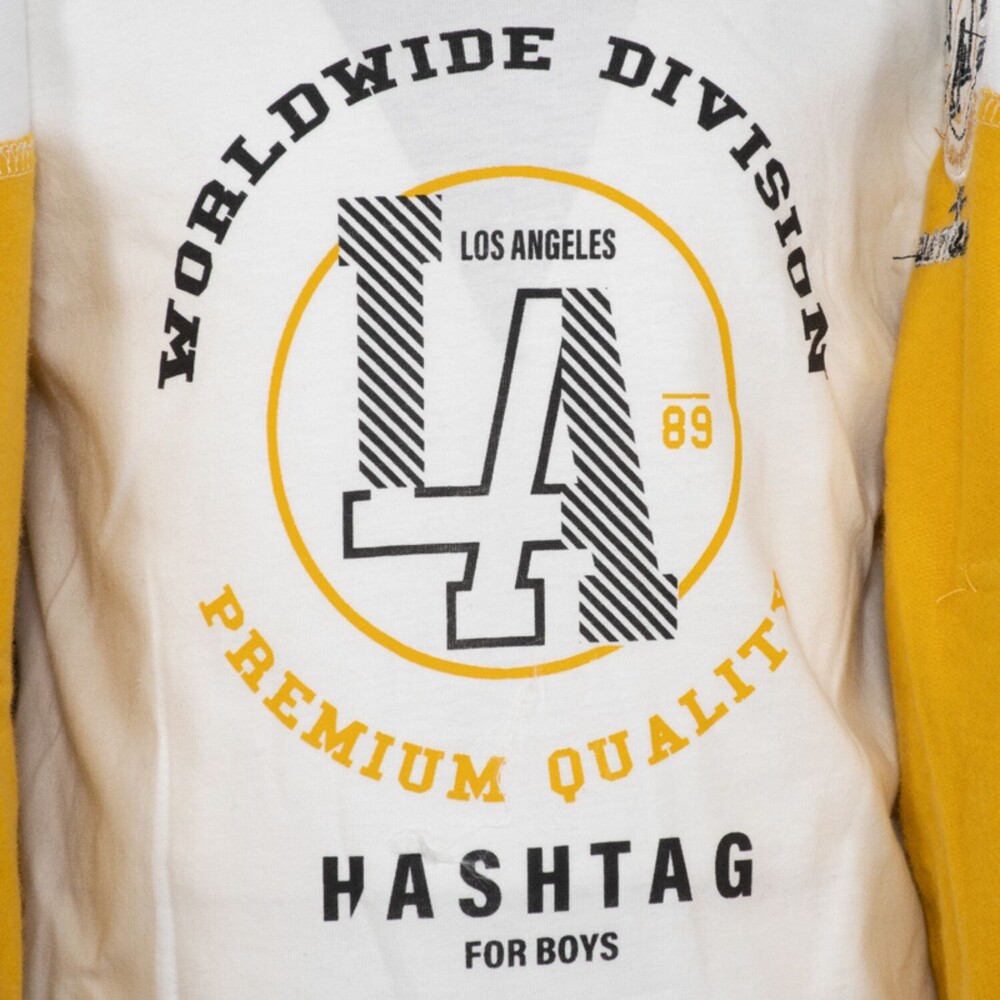 WORLDWIDE DIVISION
LOS ANGELES
LA
89
PREMIUM QUALITY
HASHTAG
FOR BOYS